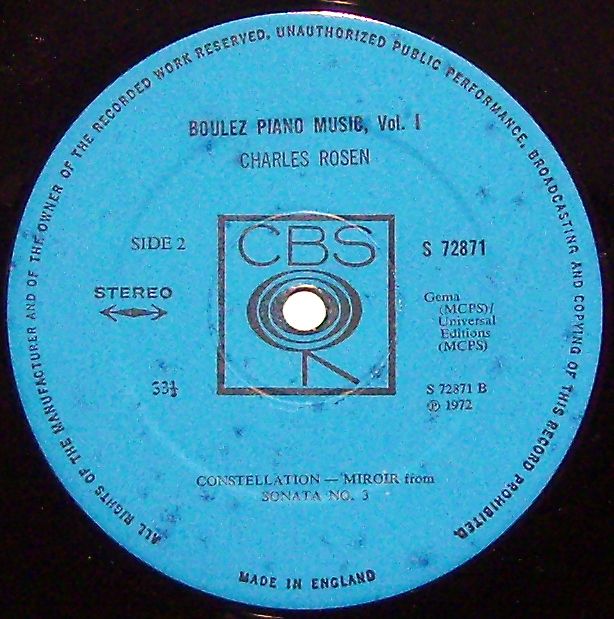 ALL RIGHTS OF THE MANUFACTURER AND OF THE OWNER OF THE RECORDED WORK RESERVED. UNAUTHORIZED PUBLIC PERFORMANCE, BROADCASTING AND COPYING OF THIS RECORD PROHIBITED.
BOULEZ PIANO MUSIC, Vol. I
CHARLES ROSEN
SIDE 2
CBS
S 72871
STEREO
Gema
(MCPS)/
Universal
Editions
(MCPS)
33⅓
S 72871 B
℗ 1972
CONSTELLATION — MIROIR from
SONATA NO. 3
MADE IN ENGLAND